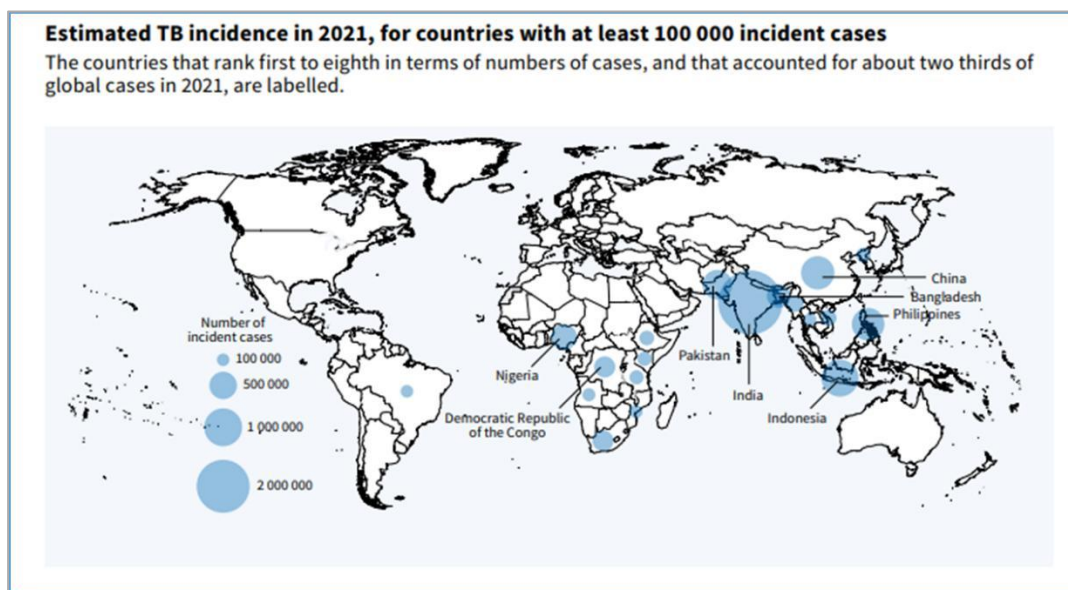 Estimated TB incidence in 2021, for countries with at least 100 000 incident cases
The countries that rank first to eighth in terms of numbers of cases, and that accounted for about two thirds of
global cases in 2021, are labelled.
Number of
incident cases
100 000
500 000
1 000 000
2 000 000
China
Bangladesh
Philippines
Pakistan
India
Indonesia
Nigeria
Democratic Republic
of the Congo